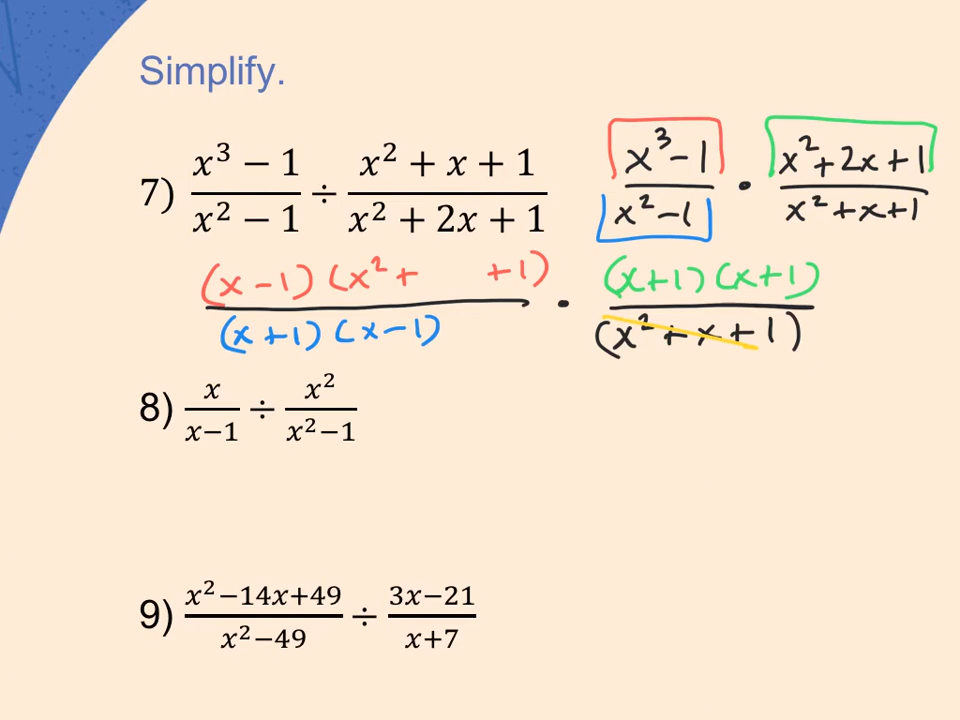 Simplify.
7) (x³ − 1)/(x² − 1) ÷ (x² + x + 1)/(x² + 2x + 1)
(x³ − 1)/(x² − 1) · (x² + 2x + 1)/(x² + x + 1)
(x − 1)(x² +   + 1)/(x + 1)(x − 1) · (x + 1)(x + 1)/(x² + x + 1)
8) x/(x−1) ÷ x²/(x²−1)
9) (x²−14x+49)/(x²−49) ÷ (3x−21)/(x+7)